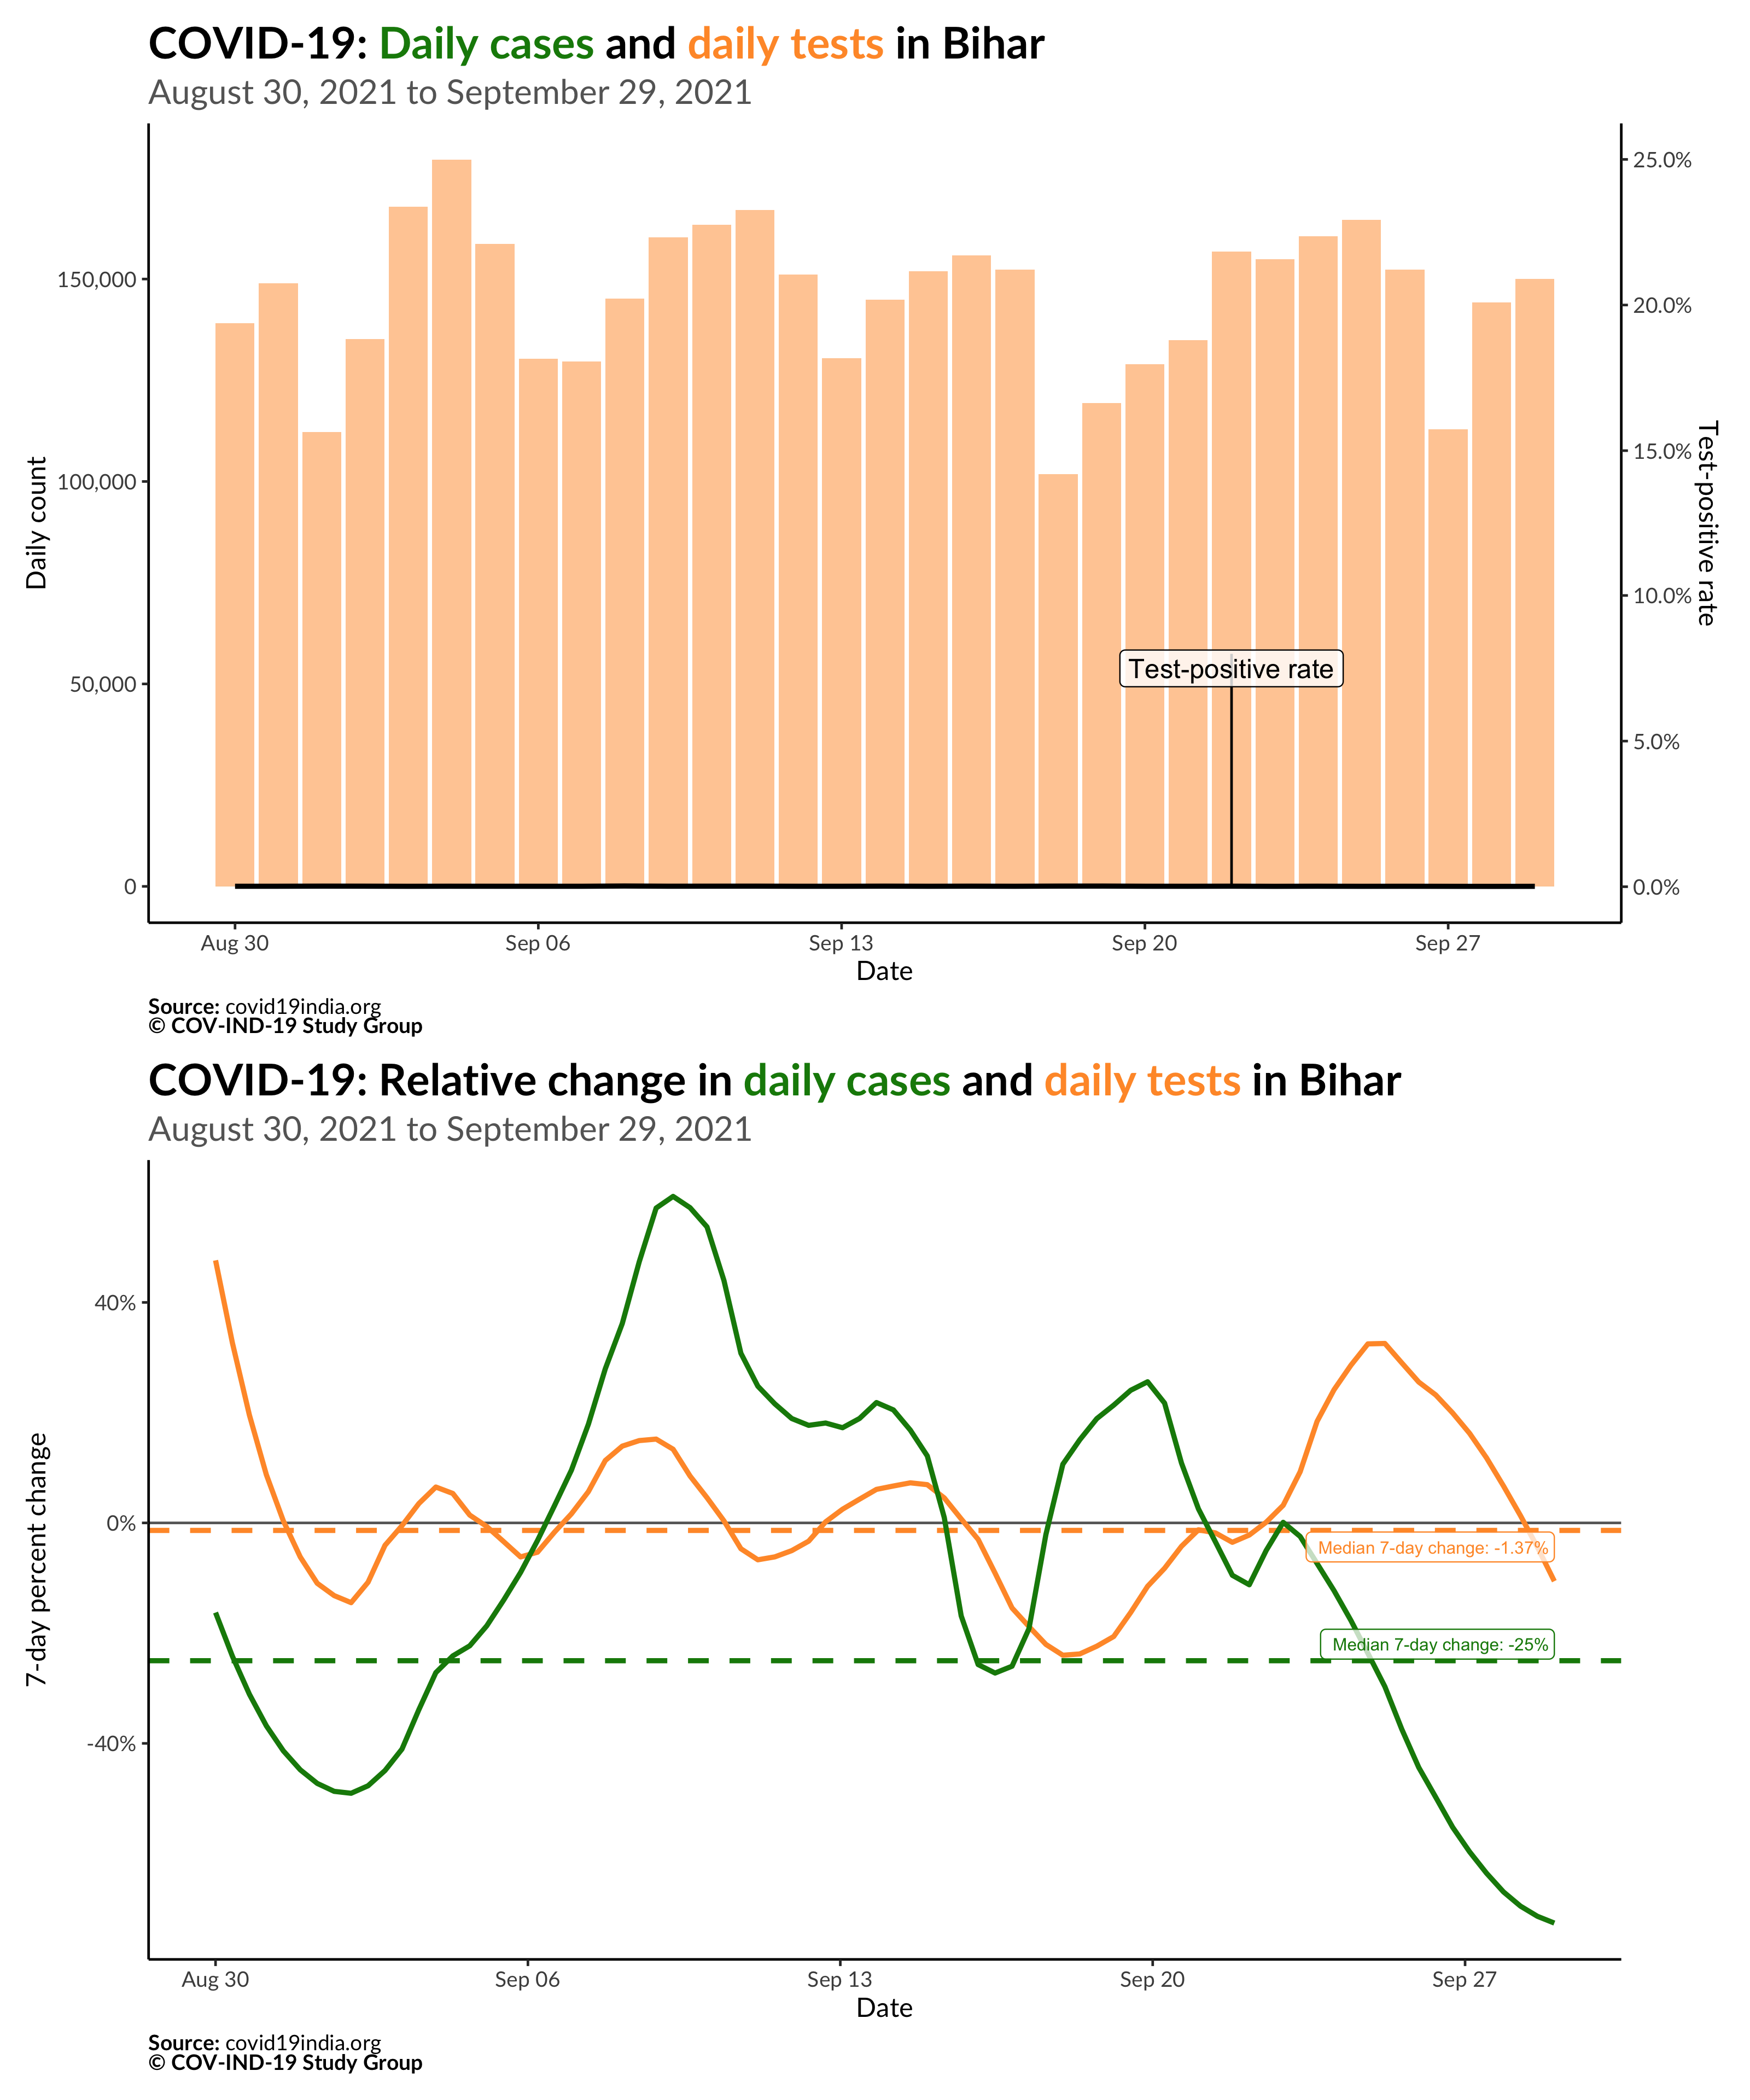 COVID-19: Daily cases and daily tests in Bihar
August 30, 2021 to September 29, 2021
Daily count
150,000
100,000
50,000
0
25.0%
20.0%
15.0%
10.0%
5.0%
0.0%
Test-positive rate
Test-positive rate
Aug 30
Sep 06
Sep 13
Sep 20
Sep 27
Date
Source: covid19india.org
© COV-IND-19 Study Group
COVID-19: Relative change in daily cases and daily tests in Bihar
August 30, 2021 to September 29, 2021
7-day percent change
40%
0%
-40%
Median 7-day change: -1.37%
Median 7-day change: -25%
Aug 30
Sep 06
Sep 13
Sep 20
Sep 27
Date
Source: covid19india.org
© COV-IND-19 Study Group